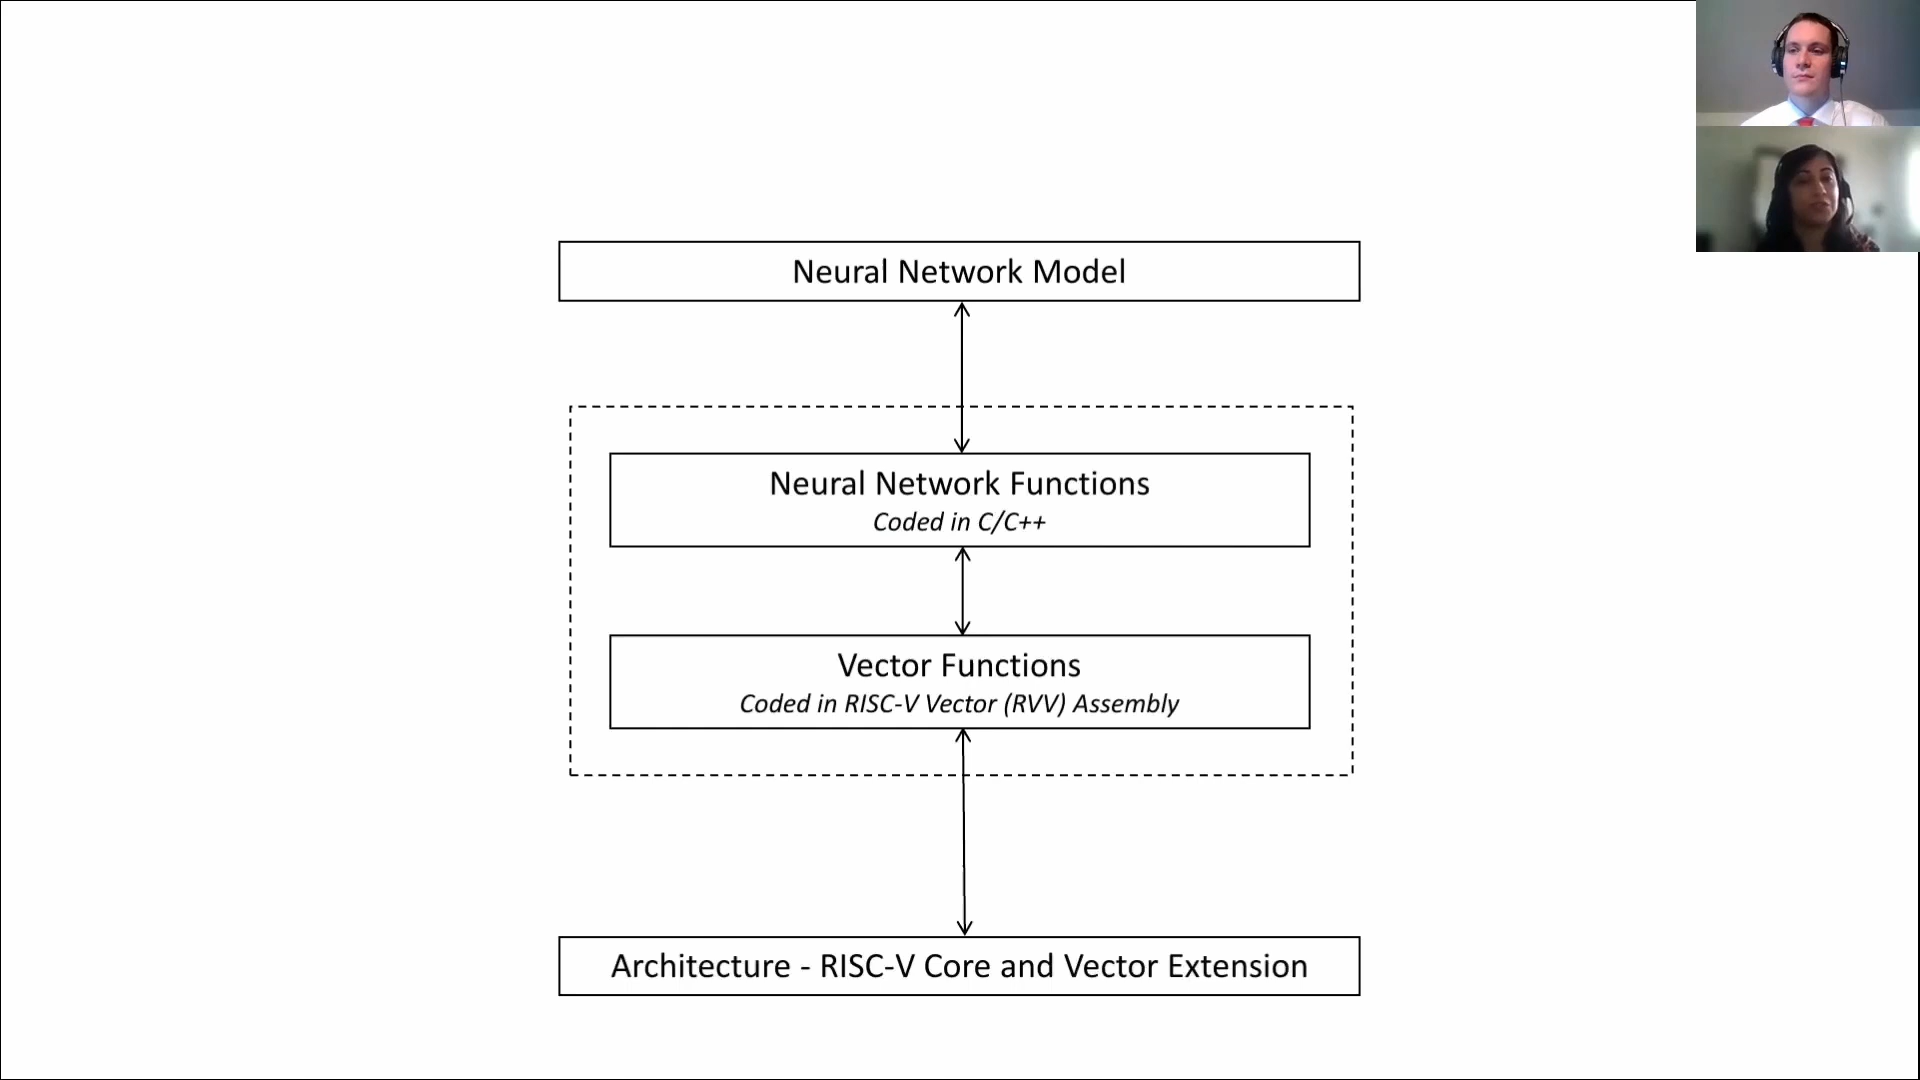 Neural Network Model
Neural Network Functions
Coded in C/C++
Vector Functions
Coded in RISC-V Vector (RVV) Assembly
Architecture - RISC-V Core and Vector Extension